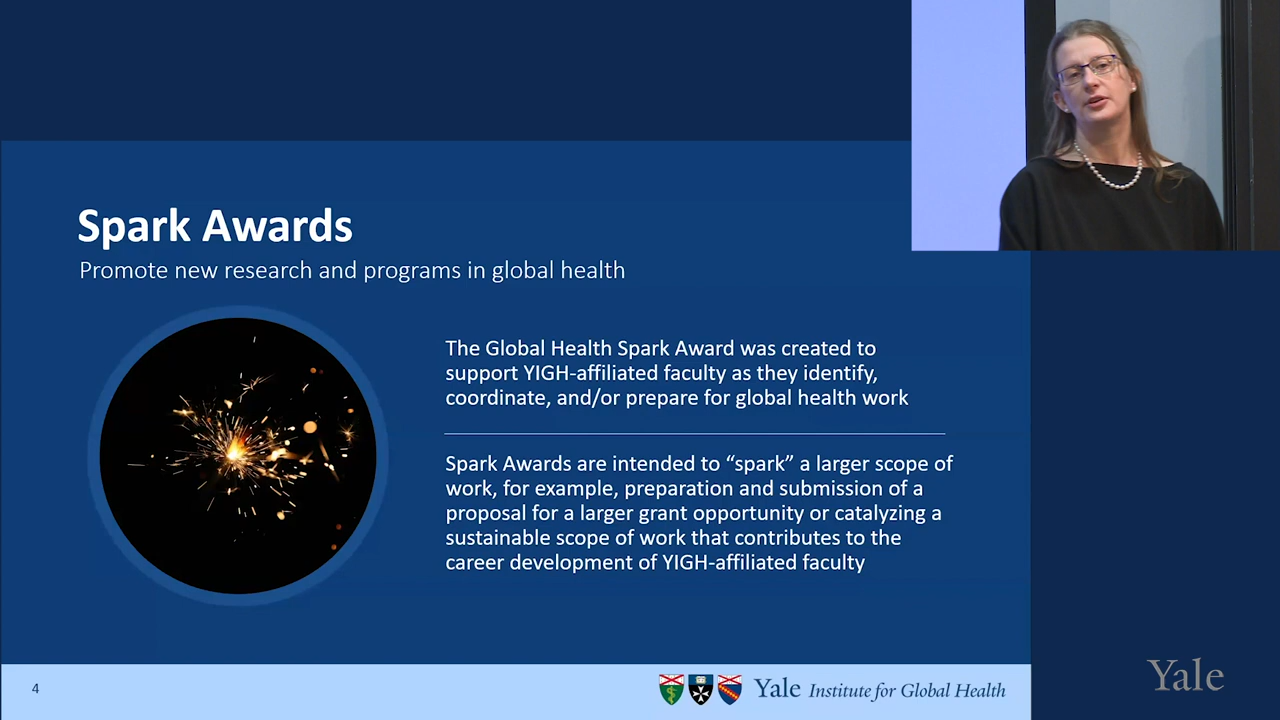 Spark Awards
Promote new research and programs in global health
The Global Health Spark Award was created to
support YIGH-affiliated faculty as they identify,
coordinate, and/or prepare for global health work
Spark Awards are intended to “spark” a larger scope of
work, for example, preparation and submission of a
proposal for a larger grant opportunity or catalyzing a
sustainable scope of work that contributes to the
career development of YIGH-affiliated faculty
4
Yale Institute for Global Health
Yale